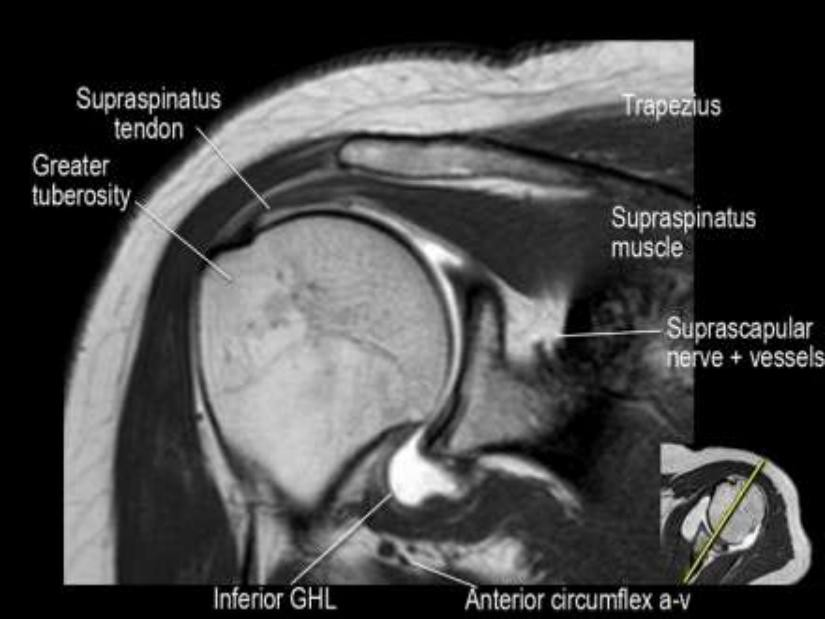 Supraspinatus
tendon
Trapezius
Greater
tuberosity
Supraspinatus
muscle
Suprascapular
nerve + vessels
Inferior GHL
Anterior circumflex a-v